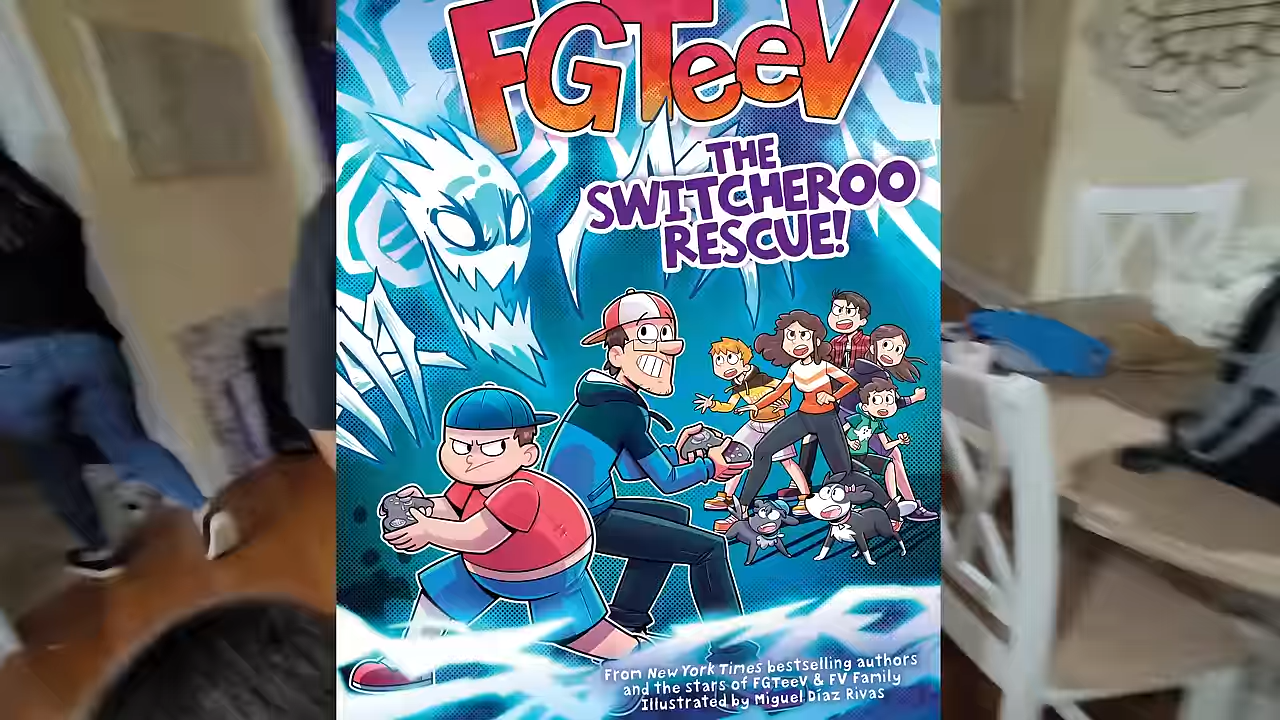 FGTeeV
THE
SWITCHEROO
RESCUE!
From New York Times bestselling authors
and the stars of FGTeeV & FV Family
Illustrated by Miguel Díaz Rivas